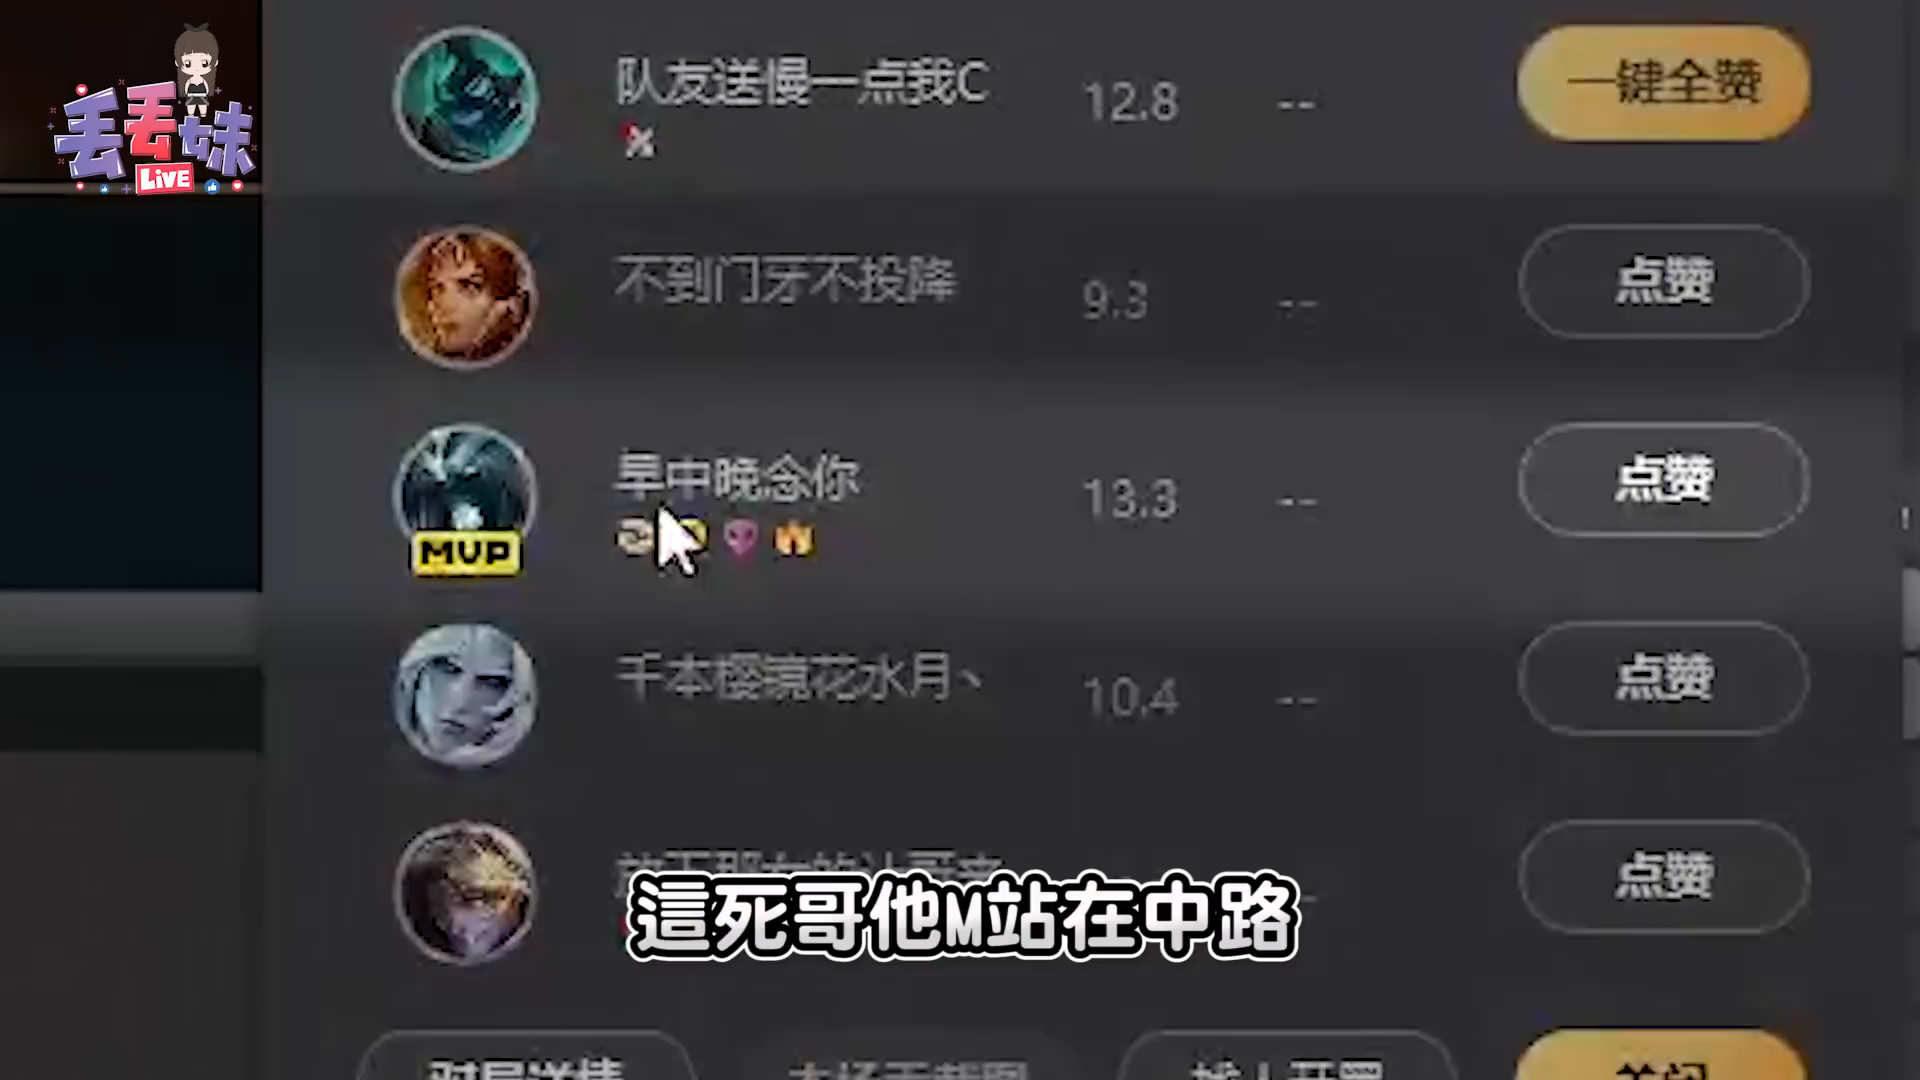 丢丢妹
LIVE
队友送慢一点我C
12.8
--
一键全赞
不到门牙不投降
9.3
--
点赞
早中晚念你
13.3
--
点赞
MVP
千本樱镜花水月丶
10.4
--
点赞
點赞
這死哥他M站在中路